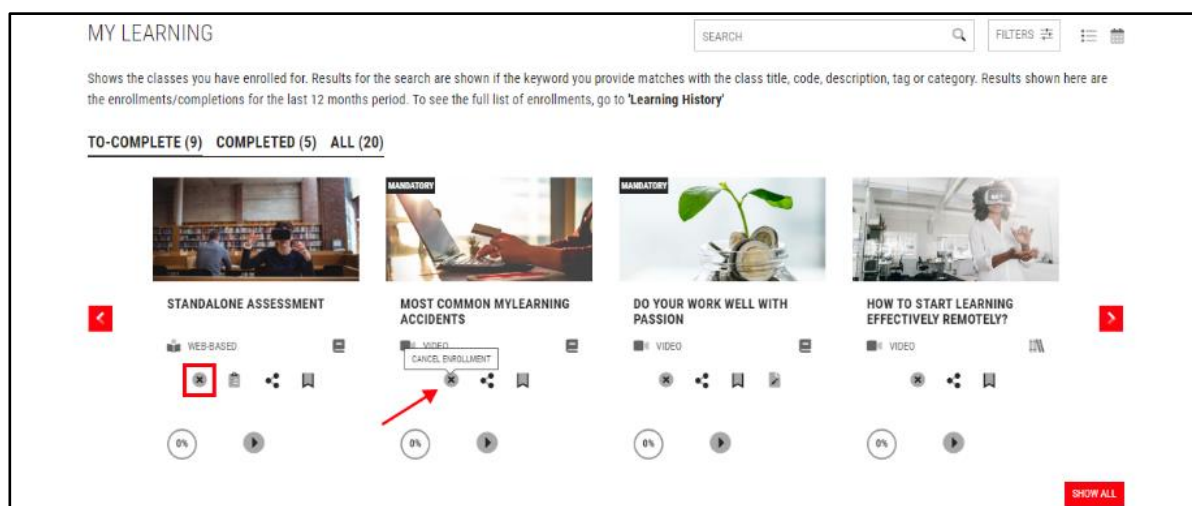 MY LEARNING
SEARCH
FILTERS
Shows the classes you have enrolled for. Results for the search are shown if the keyword you provide matches with the class title, code, description, tag or category. Results shown here are
the enrollments/completions for the last 12 months period. To see the full list of enrollments, go to 'Learning History'
TO-COMPLETE (9) COMPLETED (5) ALL (20)
MANDATORY
MANDATORY
STANDALONE ASSESSMENT
MOST COMMON MYLEARNING
ACCIDENTS
DO YOUR WORK WELL WITH
PASSION
HOW TO START LEARNING
EFFECTIVELY REMOTELY?
WEB-BASED
VIDEO
VIDEO
VIDEO
CANCEL ENROLLMENT
0%
0%
0%
0%
SHOW ALL